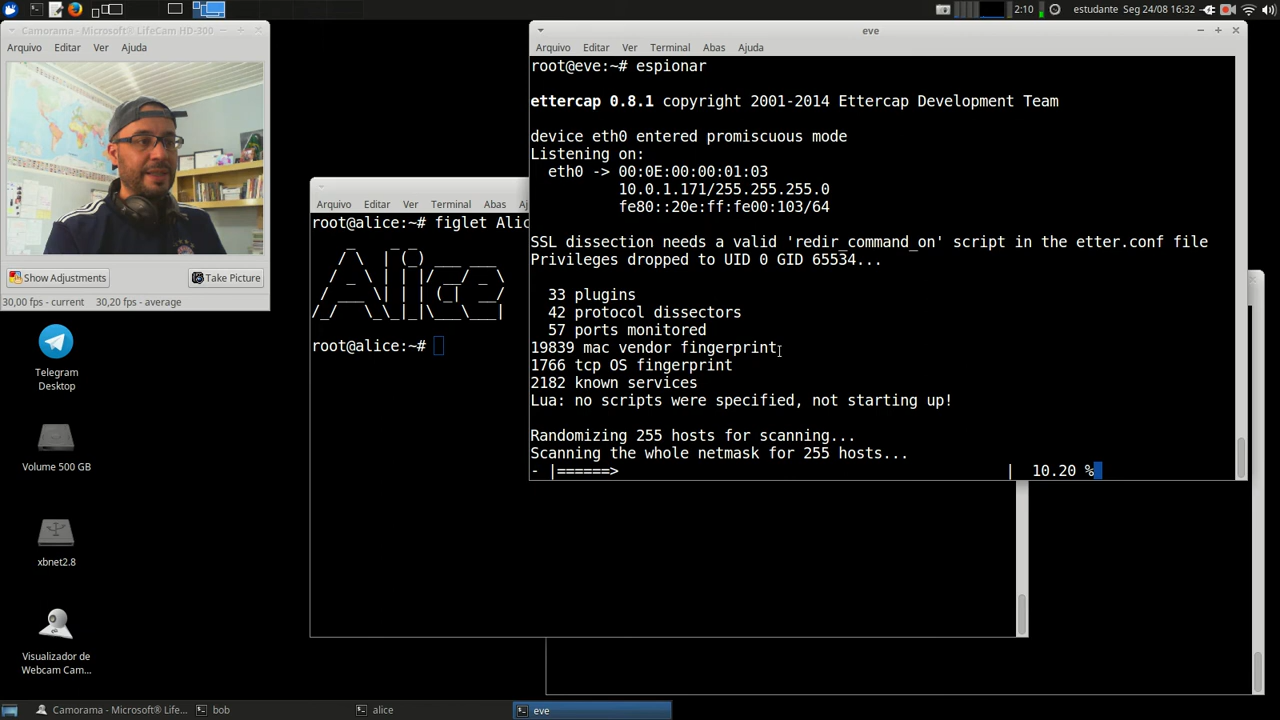 2:10
estudante Seg 24/08 16:32
Camorama - Microsoft® LifeCam HD-300
Arquivo Editar Ver Ajuda
Show Adjustments
Take Picture
30,00 fps - current 30,20 fps - average
Telegram
Desktop
Volume 500 GB
xbnet2.8
Visualizador de
Webcam Cam...
Arquivo Editar Ver Terminal Abas
root@alice:~# figlet Alic
Alice
root@alice:~#
eve
Arquivo Editar Ver Terminal Abas Ajuda
root@eve:~# espionar
ettercap 0.8.1 copyright 2001-2014 Ettercap Development Team
device eth0 entered promiscuous mode
Listening on:
eth0 -> 00:0E:00:00:01:03
10.0.1.171/255.255.255.0
fe80::20e:ff:fe00:103/64
SSL dissection needs a valid 'redir_command_on' script in the etter.conf file
Privileges dropped to UID 0 GID 65534...
33 plugins
42 protocol dissectors
57 ports monitored
19839 mac vendor fingerprint
1766 tcp OS fingerprint
2182 known services
Lua: no scripts were specified, not starting up!
Randomizing 255 hosts for scanning...
Scanning the whole netmask for 255 hosts...
- |======> | 10.20 %
Camorama - Microsoft® Life...
bob
alice
eve